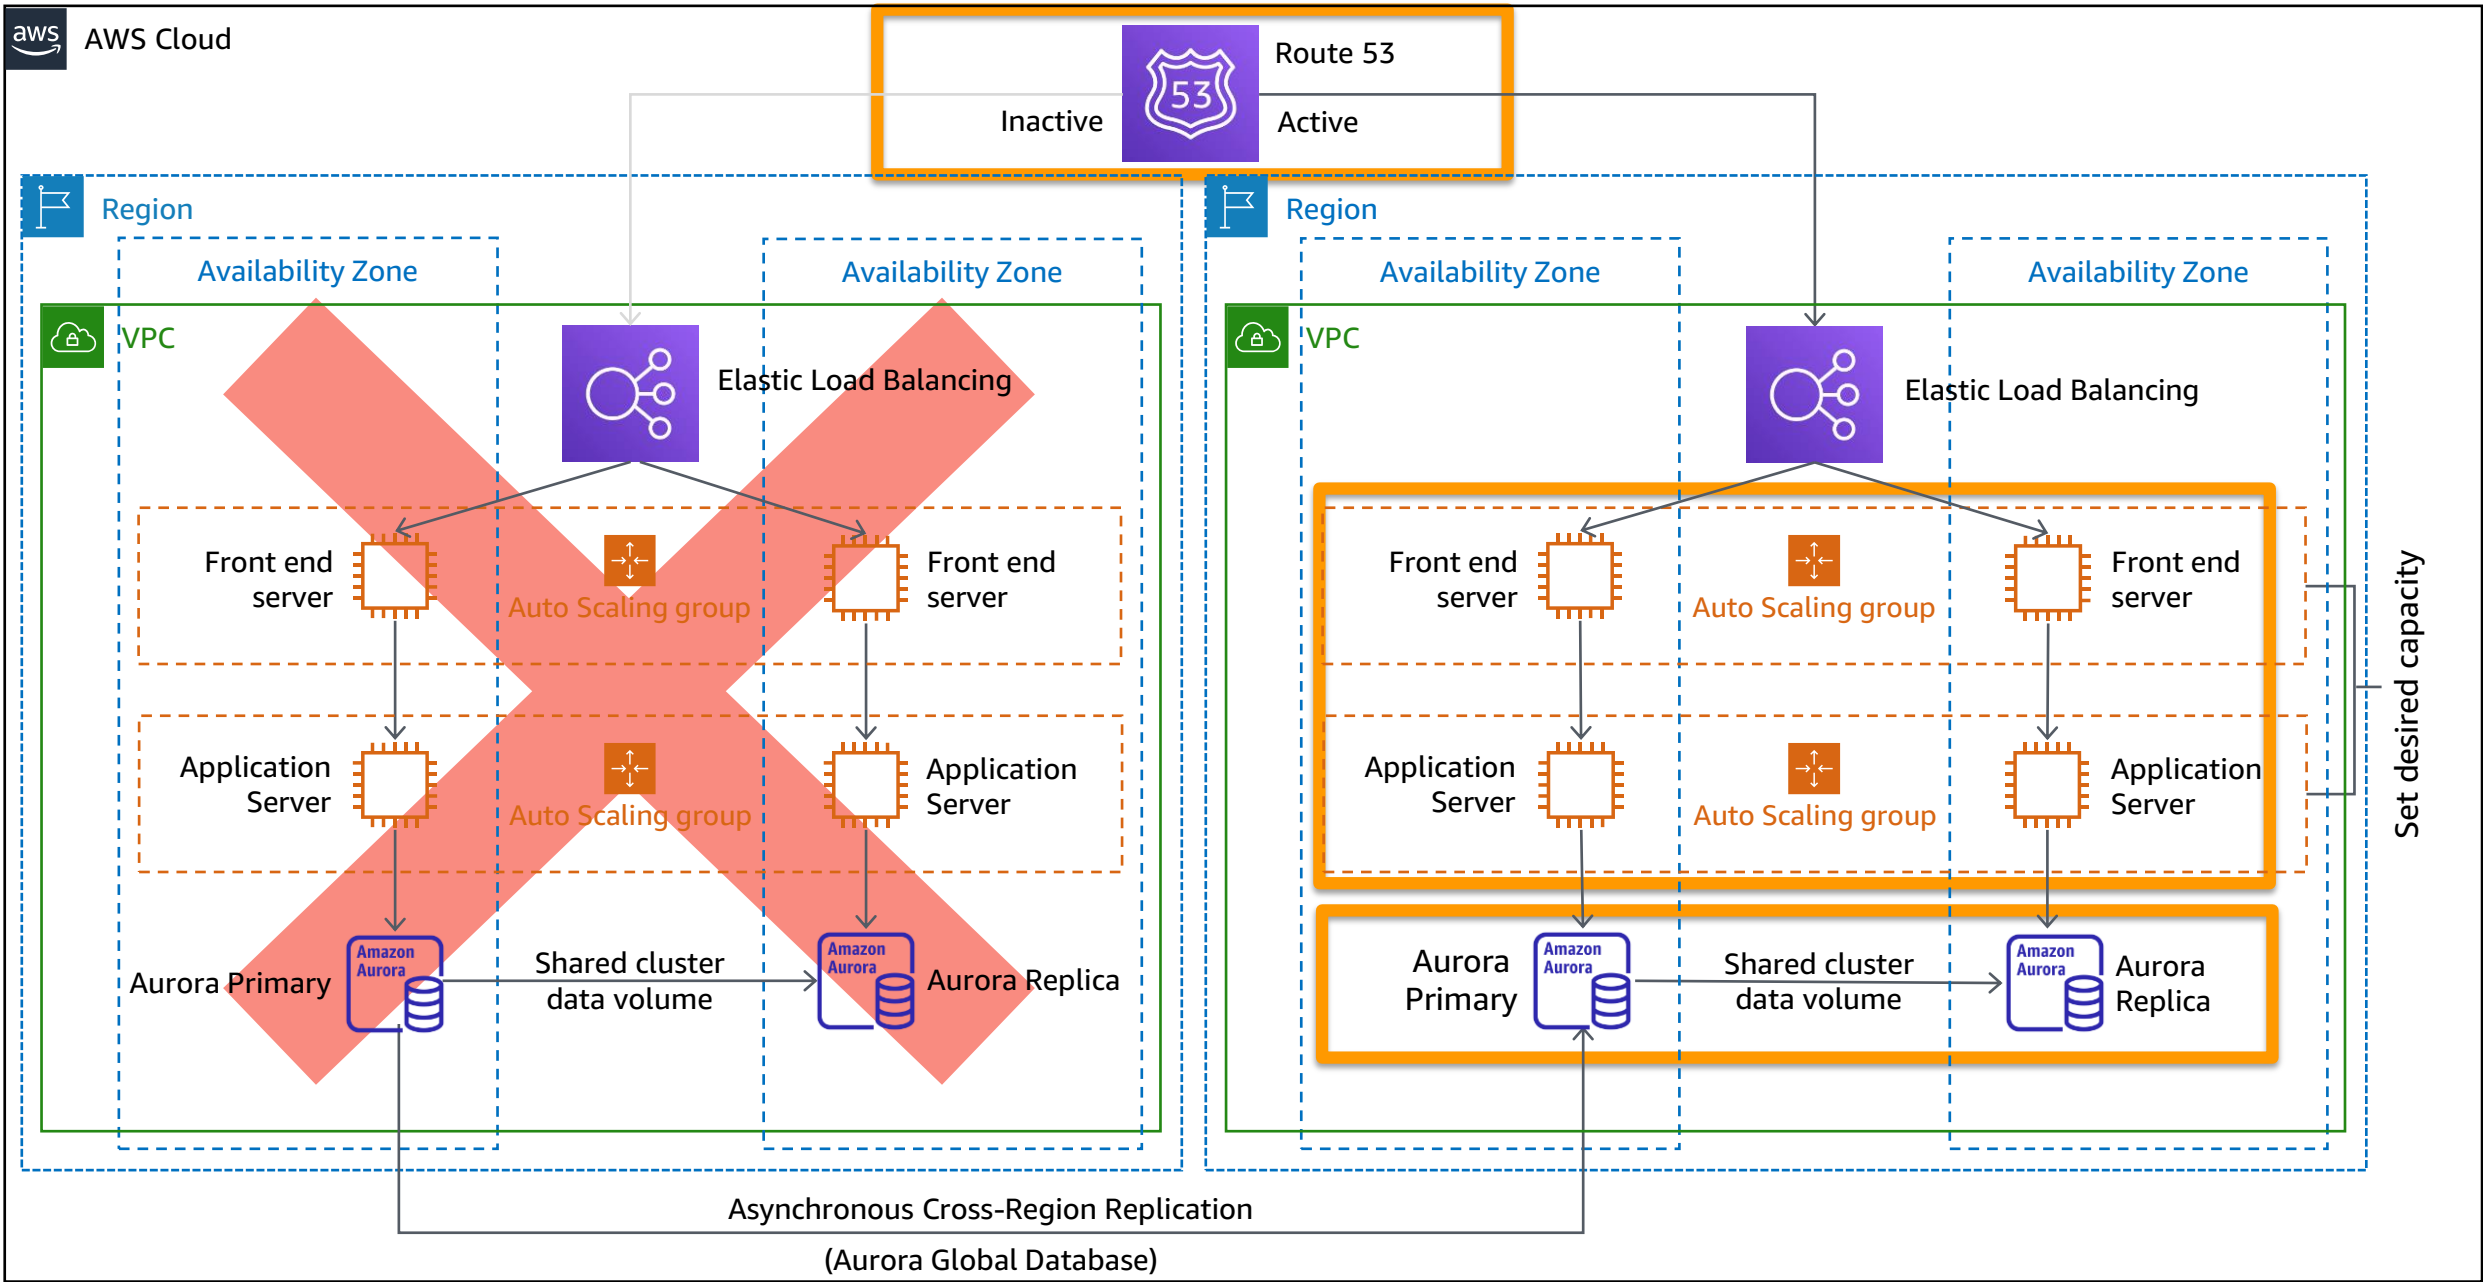 aws
AWS Cloud
Route 53
53
Inactive
Active
Region
Availability Zone
Availability Zone
VPC
Elastic Load Balancing
Front end
server
Auto Scaling group
Front end
server
Application
Server
Auto Scaling group
Application
Server
Aurora Primary
Amazon
Aurora
Shared cluster
data volume
Amazon
Aurora
Aurora Replica
Region
Availability Zone
Availability Zone
VPC
Elastic Load Balancing
Front end
server
Auto Scaling group
Front end
server
Application
Server
Auto Scaling group
Application
Server
Set desired capacity
Aurora
Primary
Amazon
Aurora
Shared cluster
data volume
Amazon
Aurora
Aurora
Replica
Asynchronous Cross-Region Replication
(Aurora Global Database)